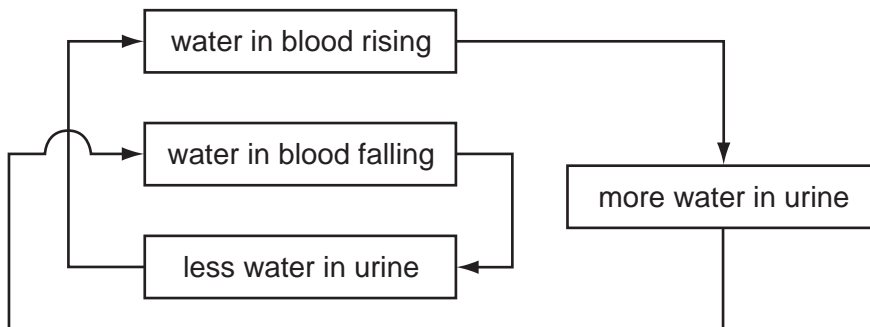 water in blood rising
water in blood falling
more water in urine
less water in urine